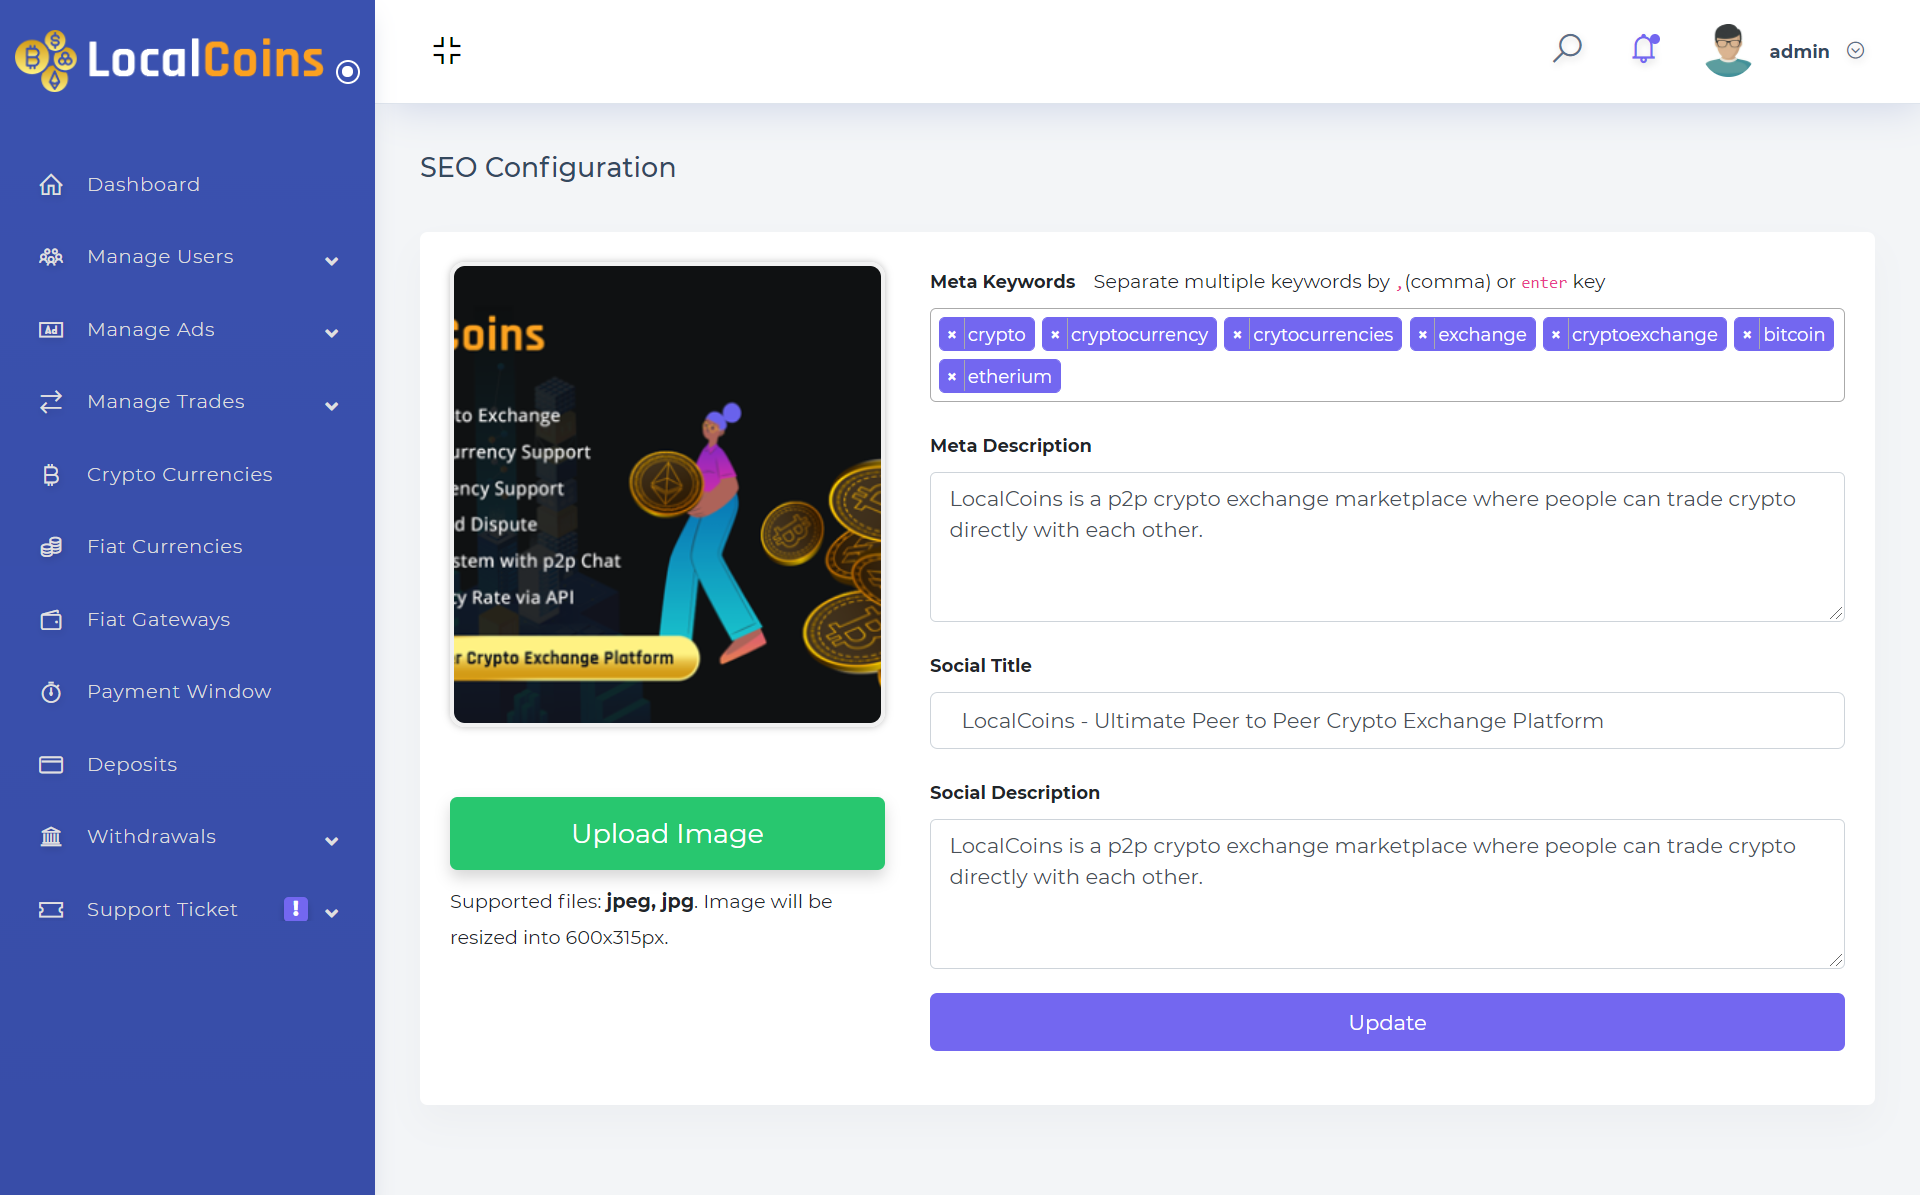 LocalCoins
admin
Dashboard
Manage Users
Manage Ads
Manage Trades
Crypto Currencies
Fiat Currencies
Fiat Gateways
Payment Window
Deposits
Withdrawals
Support Ticket !
SEO Configuration
Coins
to Exchange
urrency Support
ency Support
d Dispute
stem with p2p Chat
cy Rate via API
r Crypto Exchange Platform
Upload Image
Supported files: jpeg, jpg. Image will be
resized into 600x315px.
Meta Keywords Separate multiple keywords by ,(comma) or enter key
× crypto × cryptocurrency × crytocurrencies × exchange × cryptoexchange × bitcoin
× etherium
Meta Description
LocalCoins is a p2p crypto exchange marketplace where people can trade crypto
directly with each other.
Social Title
LocalCoins - Ultimate Peer to Peer Crypto Exchange Platform
Social Description
LocalCoins is a p2p crypto exchange marketplace where people can trade crypto
directly with each other.
Update